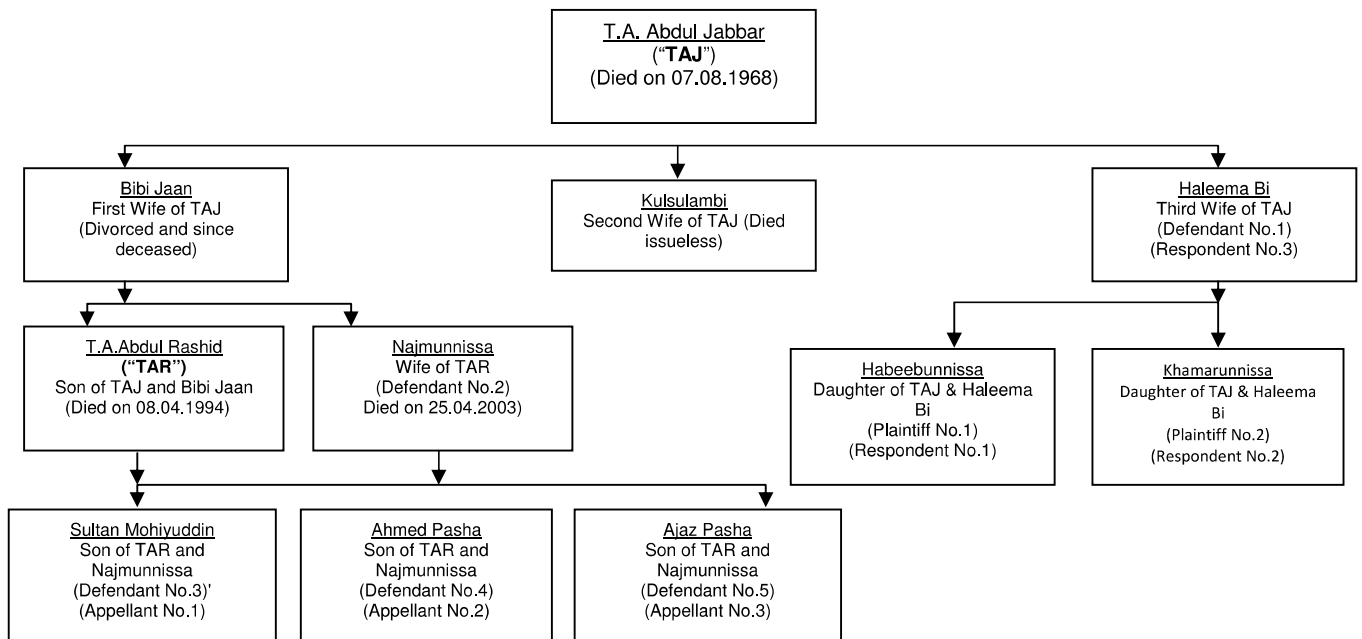 T.A. Abdul Jabbar
(“TAJ”)
(Died on 07.08.1968)
Bibi Jaan
First Wife of TAJ
(Divorced and since
deceased)
Kulsulambi
Second Wife of TAJ (Died
issueless)
Haleema Bi
Third Wife of TAJ
(Defendant No.1)
(Respondent No.3)
T.A.Abdul Rashid
(“TAR”)
Son of TAJ and Bibi Jaan
(Died on 08.04.1994)
Najmunnissa
Wife of TAR
(Defendant No.2)
Died on 25.04.2003)
Habeebunnissa
Daughter of TAJ & Haleema
Bi
(Plaintiff No.1)
(Respondent No.1)
Khamarunnissa
Daughter of TAJ & Haleema
Bi
(Plaintiff No.2)
(Respondent No.2)
Sultan Mohiyuddin
Son of TAR and
Najmunnissa
(Defendant No.3)'
(Appellant No.1)
Ahmed Pasha
Son of TAR and
Najmunnissa
(Defendant No.4)
(Appellant No.2)
Ajaz Pasha
Son of TAR and
Najmunnissa
(Defendant No.5)
(Appellant No.3)